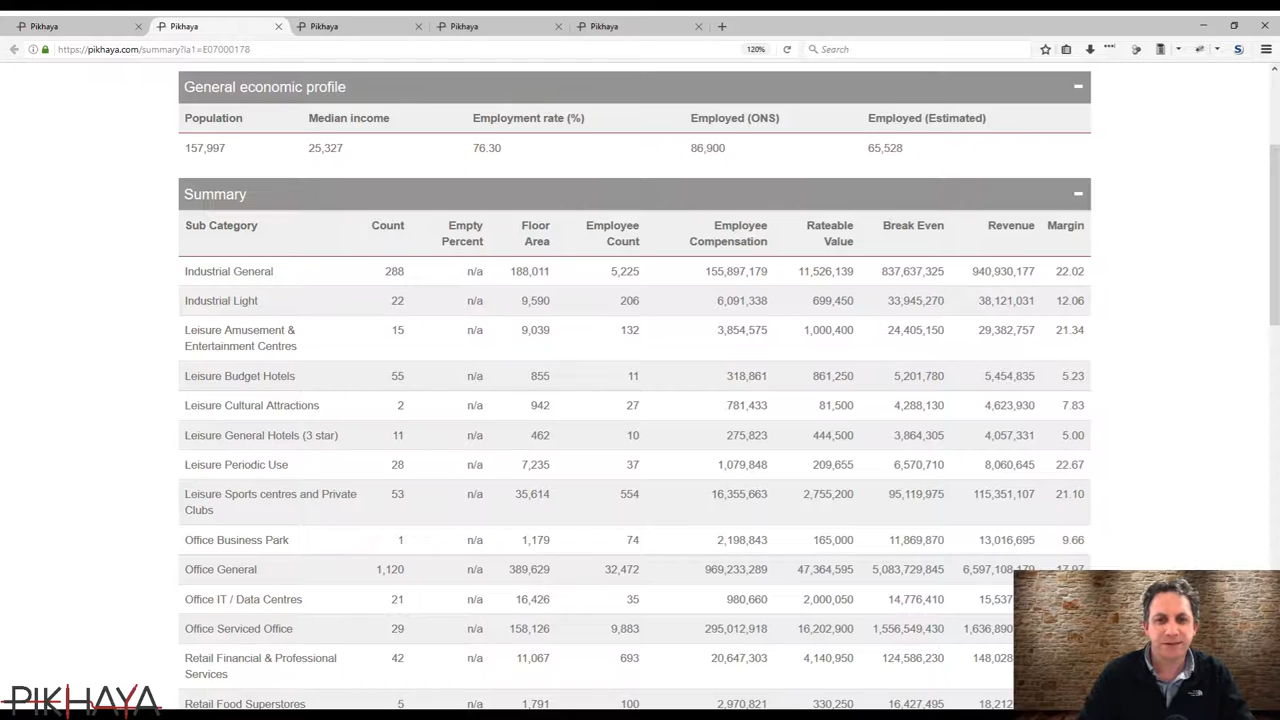 Pikhaya Pikhaya Pikhaya Pikhaya Pikhaya
https://pikhaya.com/summary?la1=E07000178 120% Search
General economic profile
Population Median income Employment rate (%) Employed (ONS) Employed (Estimated)
157,997 25,327 76.30 86,900 65,528
Summary
Sub Category Count Empty Percent Floor Area Employee Count Employee Compensation Rateable Value Break Even Revenue Margin
Industrial General 288 n/a 188,011 5,225 155,897,179 11,526,139 837,637,325 940,930,177 22.02
Industrial Light 22 n/a 9,590 206 6,091,338 699,450 33,945,270 38,121,031 12.06
Leisure Amusement & Entertainment Centres 15 n/a 9,039 132 3,854,575 1,000,400 24,405,150 29,382,757 21.34
Leisure Budget Hotels 55 n/a 855 11 318,861 861,250 5,201,780 5,454,835 5.23
Leisure Cultural Attractions 2 n/a 942 27 781,433 81,500 4,288,130 4,623,930 7.83
Leisure General Hotels (3 star) 11 n/a 462 10 275,823 444,500 3,864,305 4,057,331 5.00
Leisure Periodic Use 28 n/a 7,235 37 1,079,848 209,655 6,570,710 8,060,645 22.67
Leisure Sports centres and Private Clubs 53 n/a 35,614 554 16,355,663 2,755,200 95,119,975 115,351,107 21.10
Office Business Park 1 n/a 1,179 74 2,198,843 165,000 11,869,870 13,016,695 9.66
Office General 1,120 n/a 389,629 32,472 969,233,289 47,364,595 5,083,729,845
Office IT / Data Centres 21 n/a 16,426 35 980,660 2,000,050 14,776,410 15,537
Office Serviced Office 29 n/a 158,126 9,883 295,012,918 16,202,900 1,556,549,430 1,636,890
Retail Financial & Professional Services 42 n/a 11,067 693 20,647,303 4,140,950 124,586,230 148,028
Retail Food Superstores 5 n/a 1,791 100 2,970,821 330,250 16,427,495 18,212
PIKHAYA